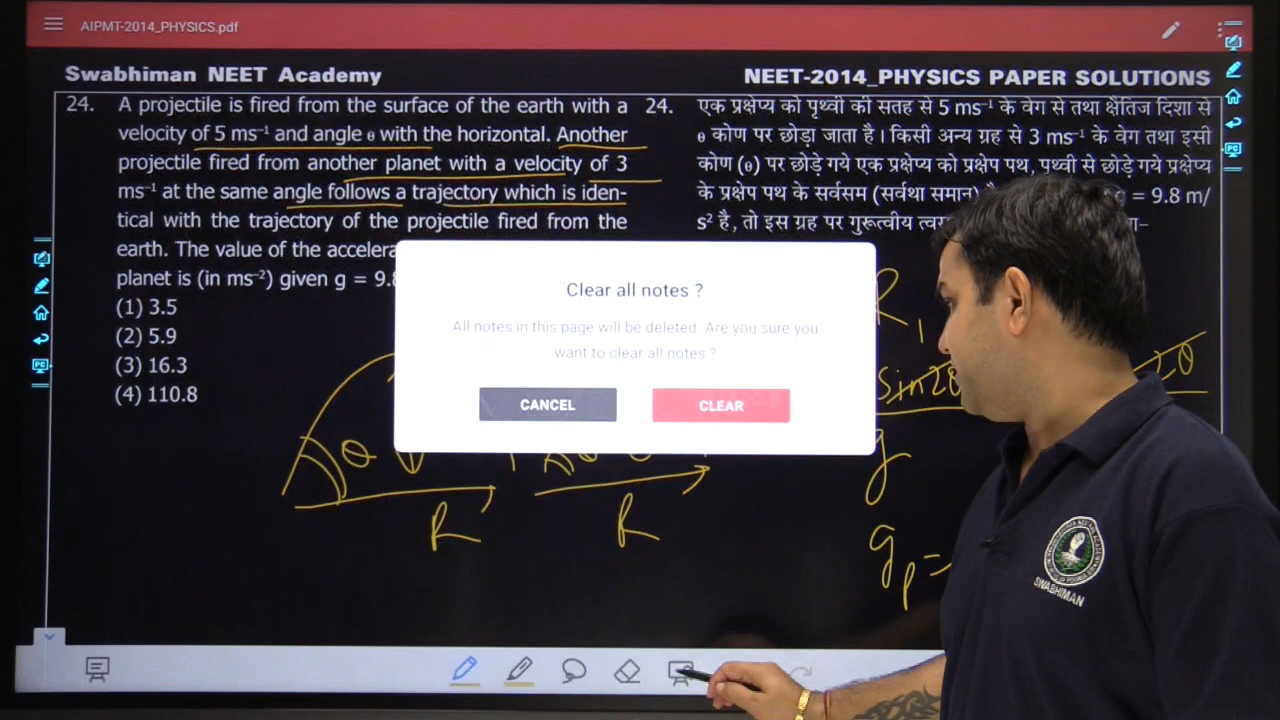 AIPMT-2014_PHYSICS.pdf
Swabhiman NEET Academy
NEET-2014_PHYSICS PAPER SOLUTIONS
24. A projectile is fired from the surface of the earth with a
velocity of 5 ms⁻¹ and angle θ with the horizontal. Another
projectile fired from another planet with a velocity of 3
ms⁻¹ at the same angle follows a trajectory which is iden-
tical with the trajectory of the projectile fired from the
earth. The value of the
planet is (in ms⁻²) given g = 9.8
(1) 3.5
(2) 5.9
(3) 16.3
(4) 110.8
24. एक प्रक्षेप्य को पृथ्वी की सतह से 5 ms⁻¹ के वेग से तथा क्षैतिज दिशा से
θ कोण पर छोड़ा जाता है। किसी अन्य ग्रह से 3 ms⁻¹ के वेग तथा इसी
कोण (θ) पर छोड़े गये एक प्रक्षेप्य को प्रक्षेप पथ, पृथ्वी से छोड़े गये प्रक्षेप्य
के प्रक्षेप पथ के सर्वसम (सर्वथा समान) = 9.8 m/
s² है, तो इस ग्रह पर गुरूत्वीय
Clear all notes ?
All notes in this page will be deleted. Are you sure you
want to clear all notes ?
CANCEL
CLEAR
R₁
sin2θ
2θ
g
θ
R
R
gₚ=
PC
PC
SWABHIMAN